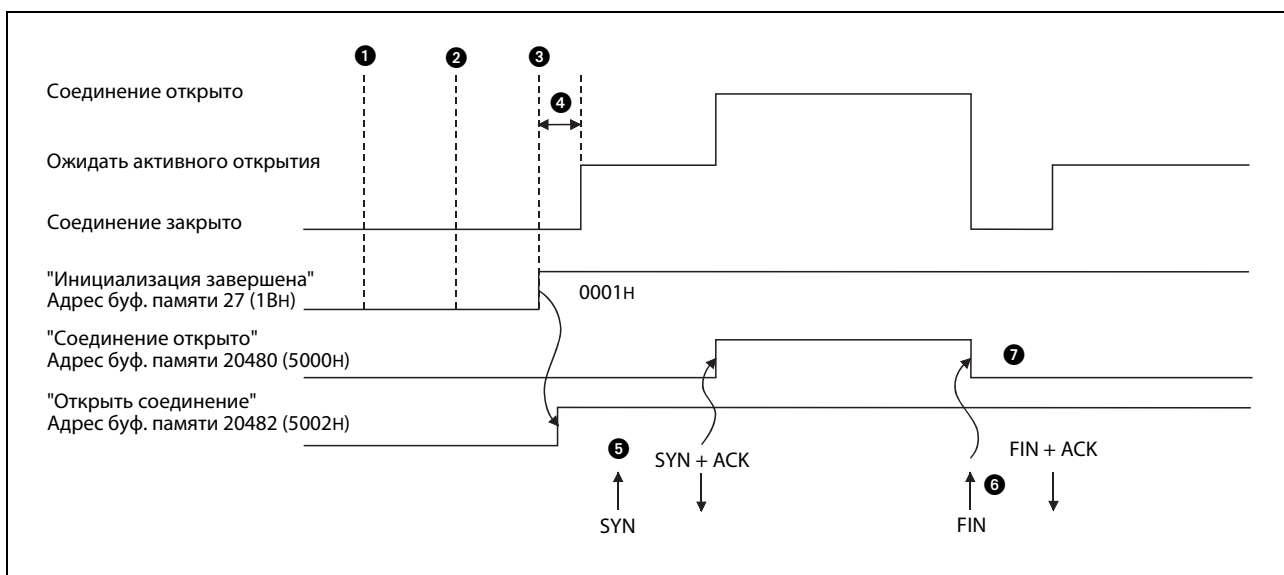 ❶ ❷ ❸
Соединение открыто
❹
Ожидать активного открытия
Соединение закрыто
"Инициализация завершена"
Адрес буф. памяти 27 (1BH)
0001H
"Соединение открыто"
Адрес буф. памяти 20480 (5000H)
❼
"Открыть соединение"
Адрес буф. памяти 20482 (5002H)
❺
SYN + ACK
FIN + ACK
❻
SYN
FIN